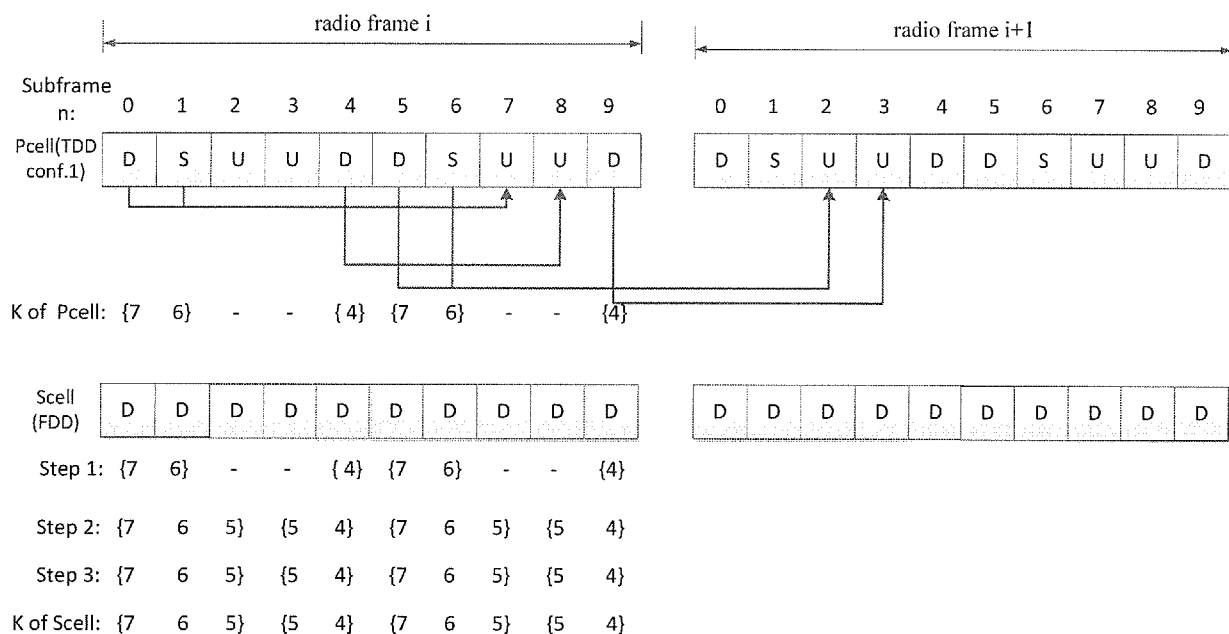 radio frame i
radio frame i+1
Subframe n: 0 1 2 3 4 5 6 7 8 9 0 1 2 3 4 5 6 7 8 9
Pcell(TDD conf.1) D S U U D D S U U D D S U U D D S U U D
K of Pcell: {7 6} - - {4} {7 6} - - {4}
Scell (FDD) D D D D D D D D D D D D D D D D D D D D
Step 1: {7 6} - - {4} {7 6} - - {4}
Step 2: {7 6 5} {5 4} {7 6 5} {5 4}
Step 3: {7 6 5} {5 4} {7 6 5} {5 4}
K of Scell: {7 6 5} {5 4} {7 6 5} {5 4}